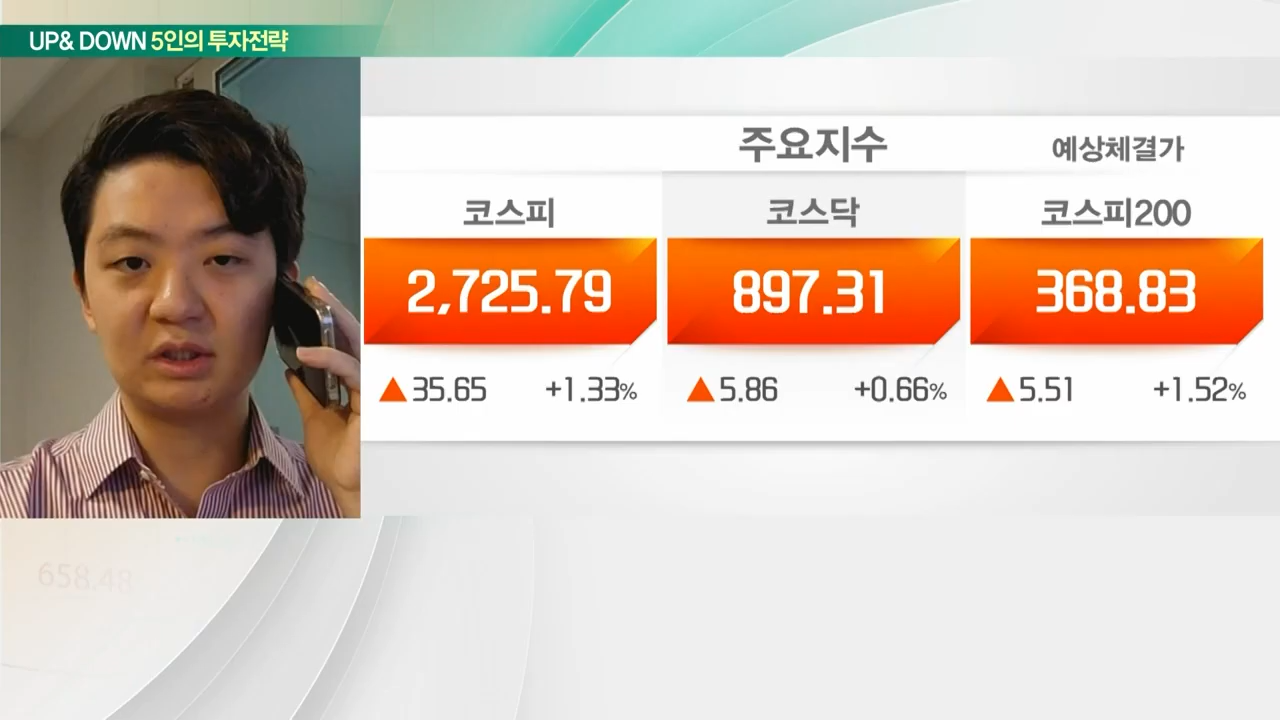 UP& DOWN 5인의 투자전략
주요지수
예상체결가
코스피
코스닥
코스피200
2,725.79
897.31
368.83
▲35.65 +1.33%
▲5.86 +0.66%
▲5.51 +1.52%
658.48